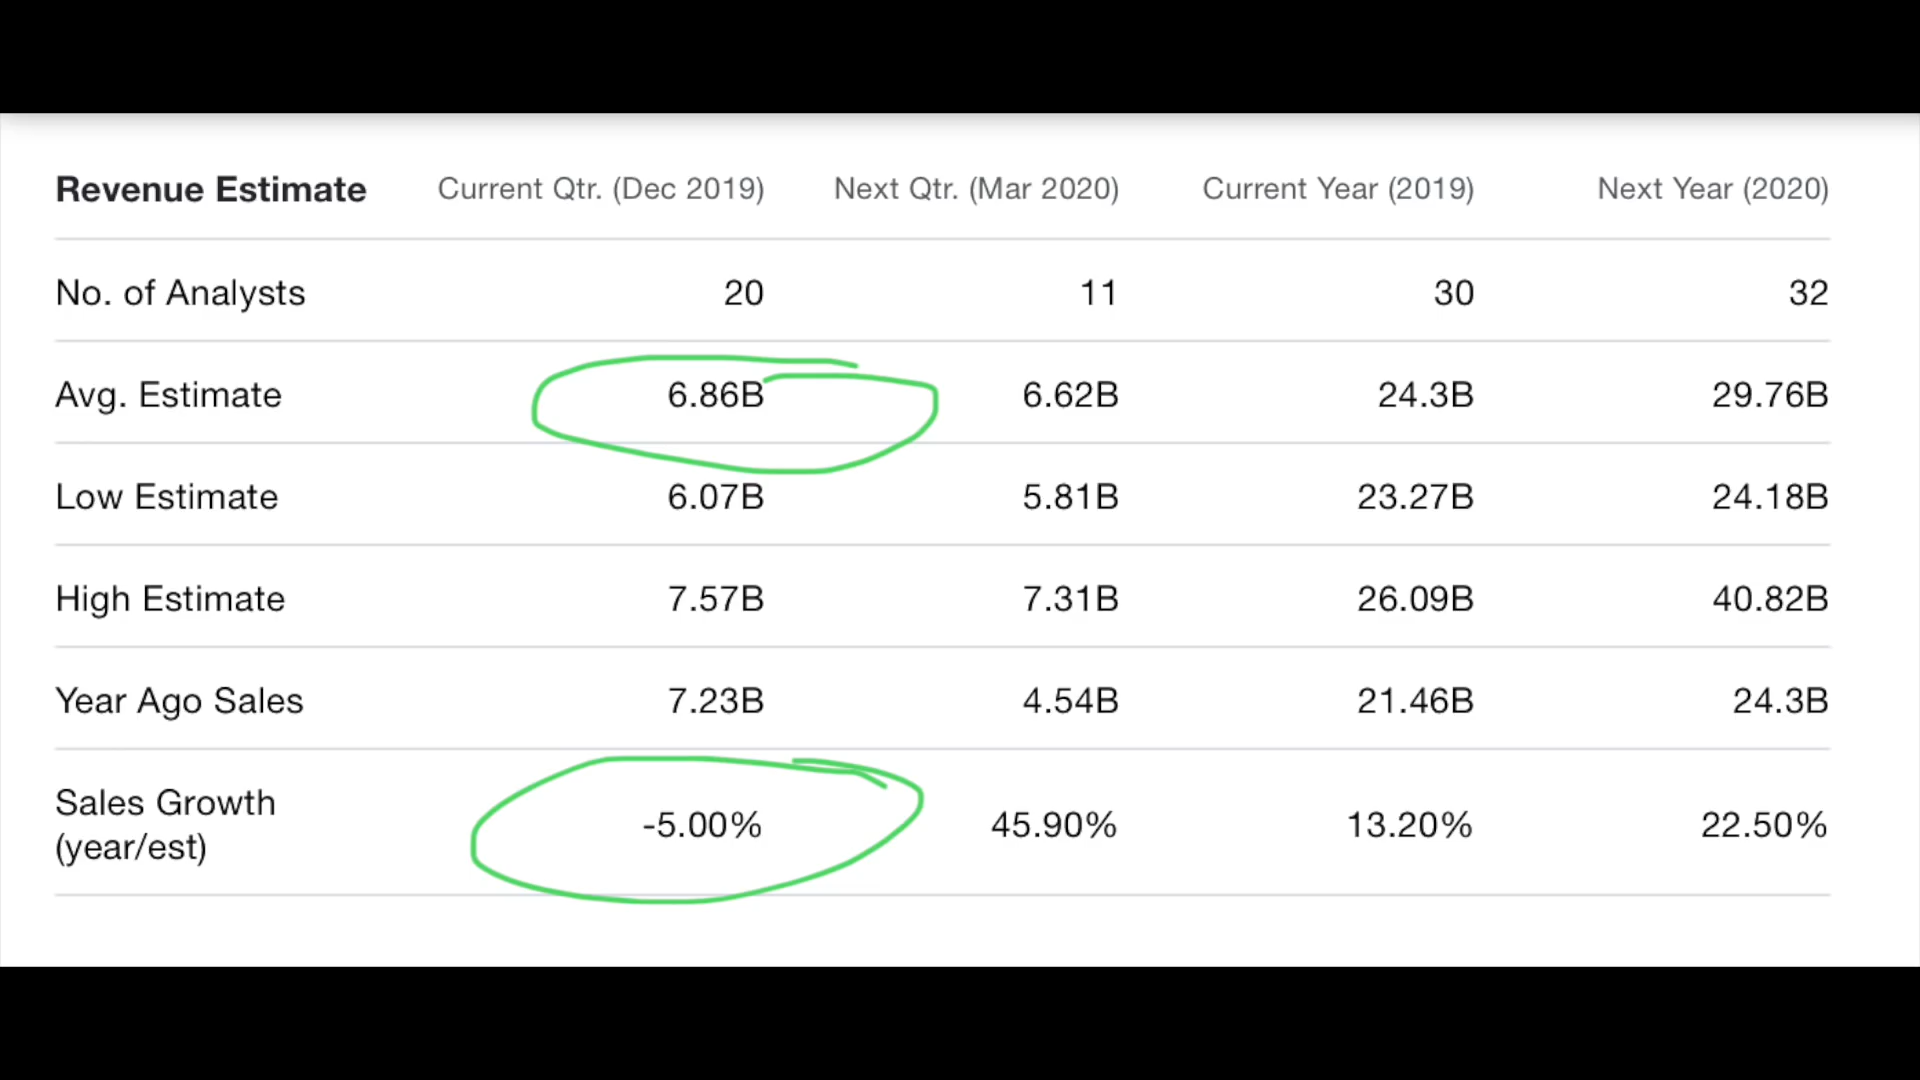 Revenue Estimate Current Qtr. (Dec 2019) Next Qtr. (Mar 2020) Current Year (2019) Next Year (2020)
No. of Analysts 20 11 30 32
Avg. Estimate 6.86B 6.62B 24.3B 29.76B
Low Estimate 6.07B 5.81B 23.27B 24.18B
High Estimate 7.57B 7.31B 26.09B 40.82B
Year Ago Sales 7.23B 4.54B 21.46B 24.3B
Sales Growth
(year/est) -5.00% 45.90% 13.20% 22.50%